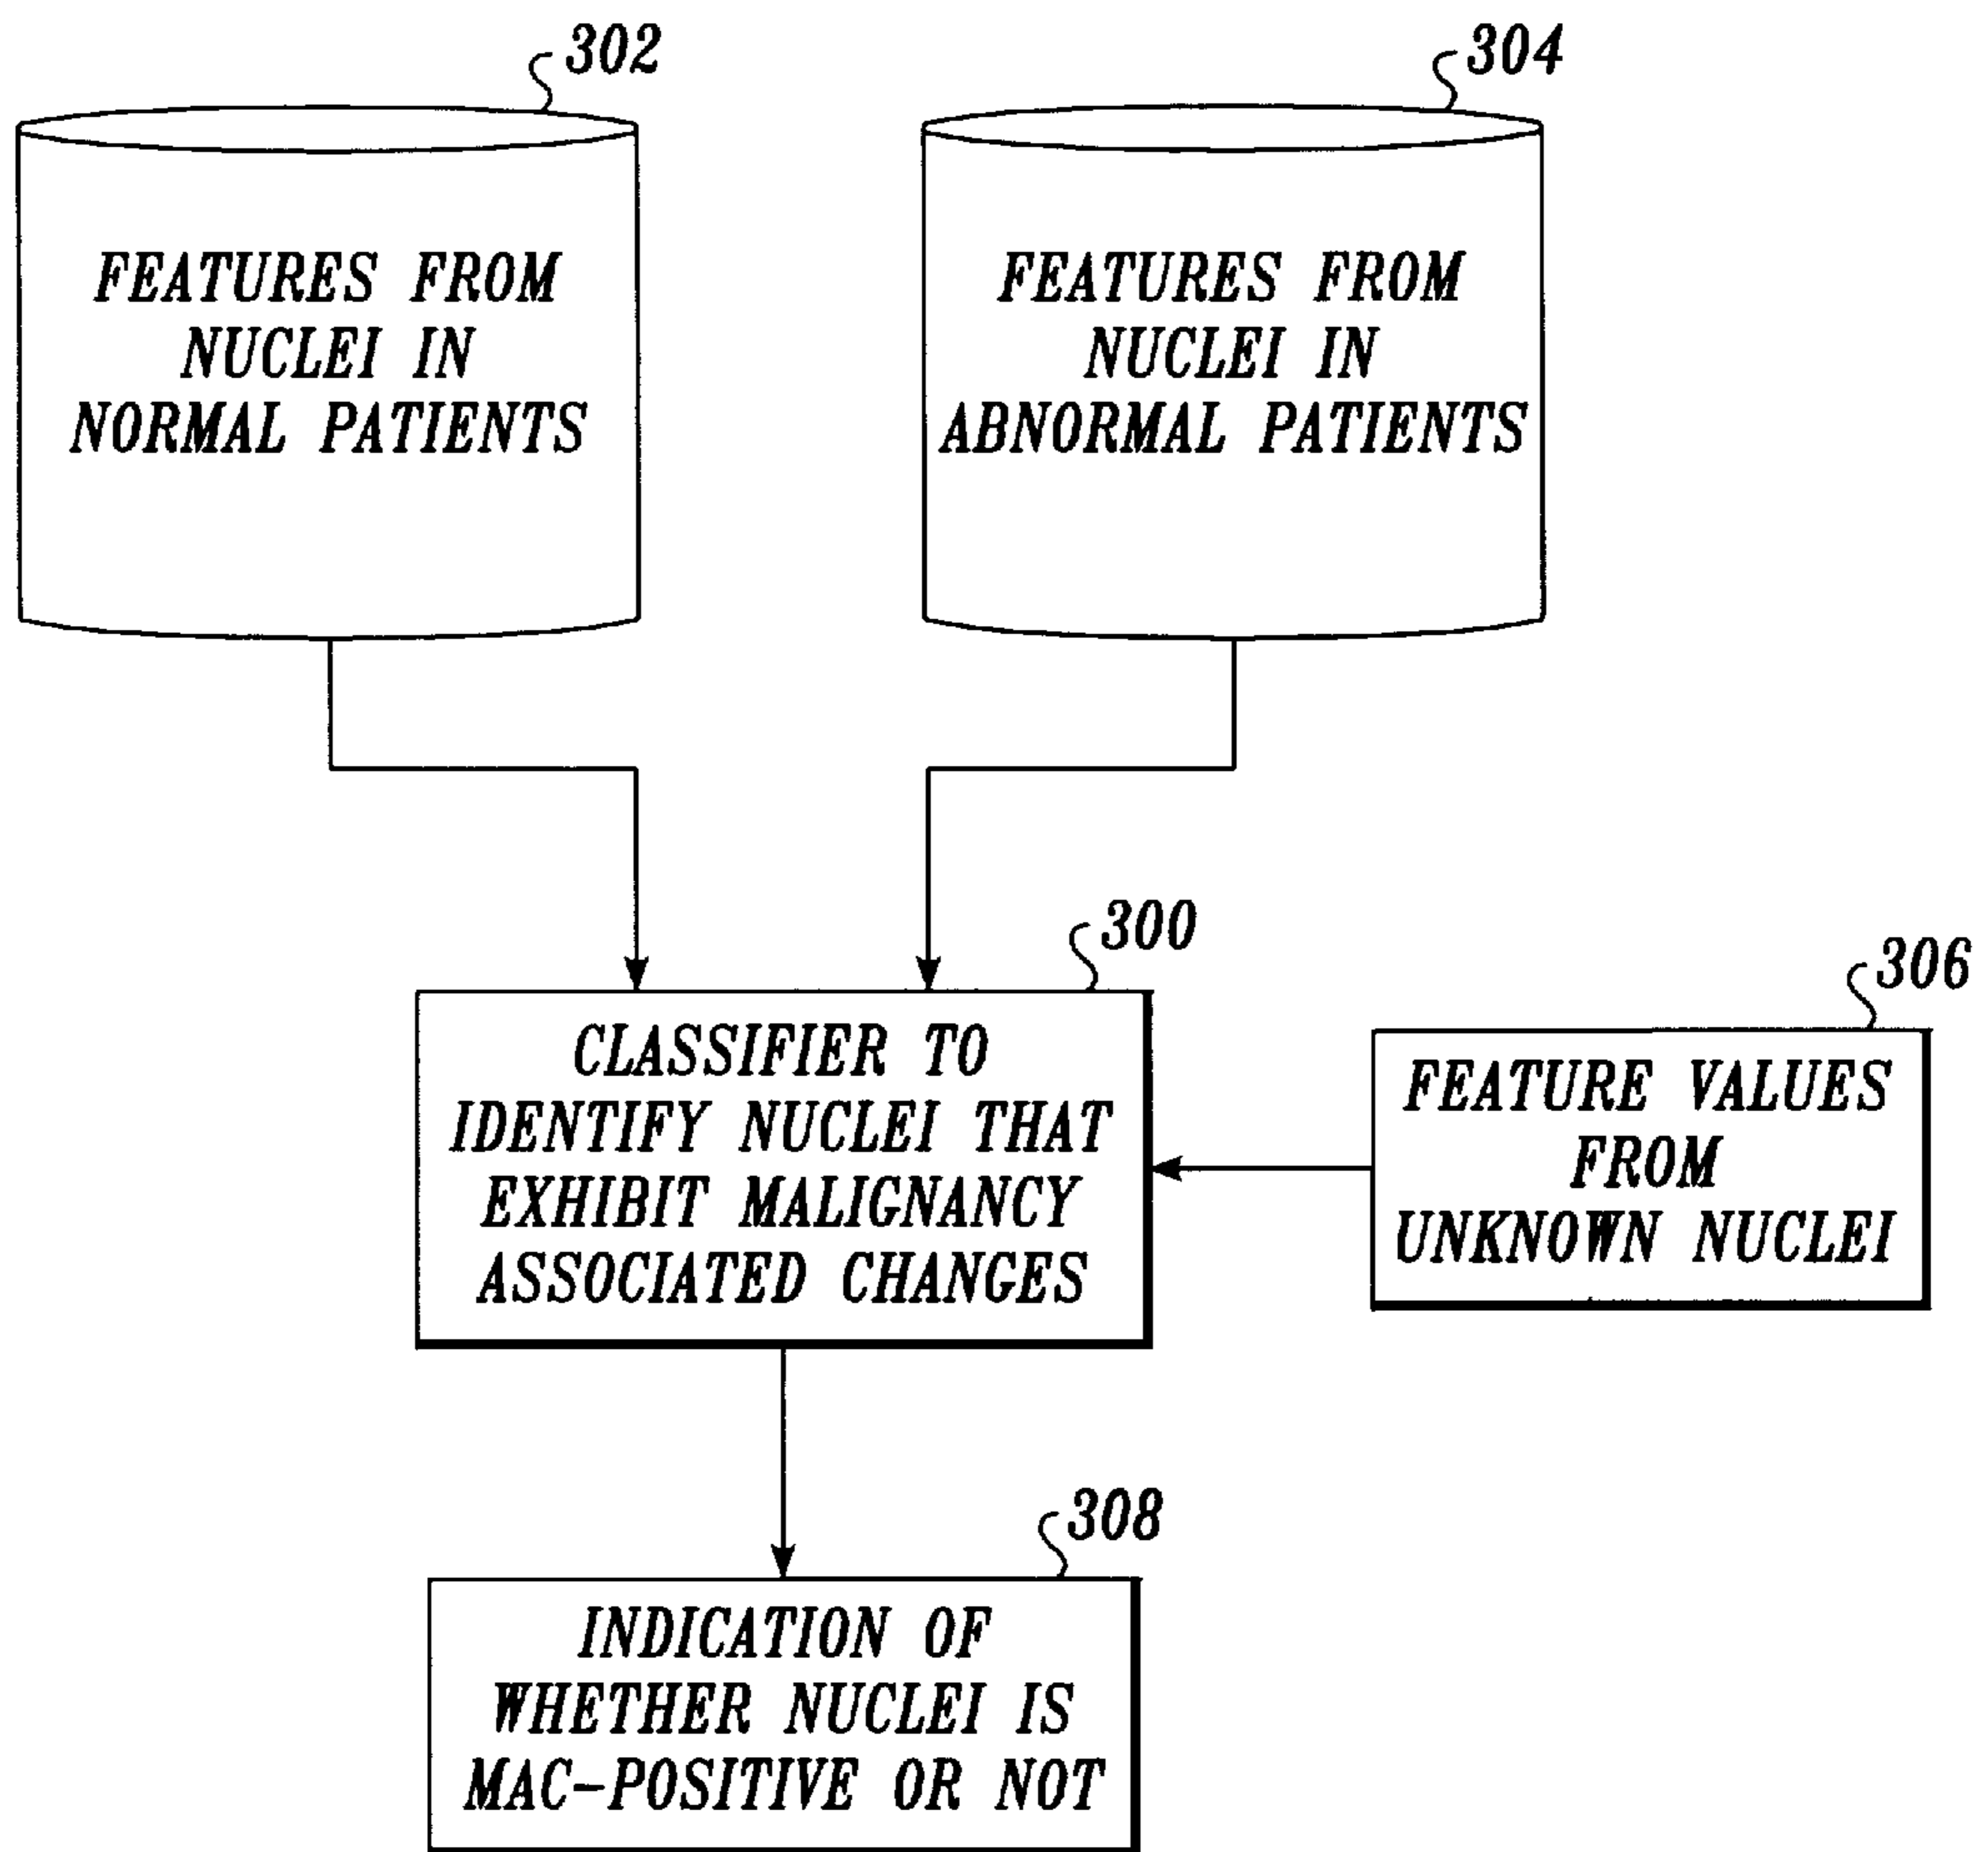 302
FEATURES FROM
NUCLEI IN
NORMAL PATIENTS
304
FEATURES FROM
NUCLEI IN
ABNORMAL PATIENTS
300
CLASSIFIER TO
IDENTIFY NUCLEI THAT
EXHIBIT MALIGNANCY
ASSOCIATED CHANGES
306
FEATURE VALUES
FROM
UNKNOWN NUCLEI
308
INDICATION OF
WHETHER NUCLEI IS
MAC-POSITIVE OR NOT